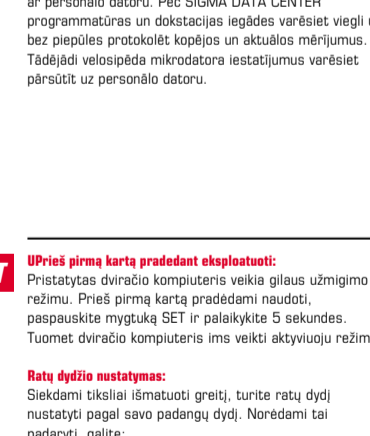 ar personālo datoru. Pēc SIGMA DATA CENTER
programmatūras un dokstacijas iegādes varēsiet viegli
bez piepūles protokolēt kopējos un aktuālos mērījumus.
Tādējādi velosipēda mikrodatora iestatījumus varēsiet
pārsūtīt uz personālo datoru.
UPrieš pirmą kartą pradedant eksploatuoti:
Pristatytas dviračio kompiuteris veikia gilaus užmigimo
režimu. Prieš pirmą kartą pradėdami naudoti,
paspauskite mygtuką SET ir palaikykite 5 sekundes.
Tuomet dviračio kompiuteris ims veikti aktyviuoju režim
Ratų dydžio nustatymas:
Siekdami tiksliai išmatuoti greitį, turite ratų dydį
nustatyti pagal savo padangų dydį. Norėdami tai
padaryti, galite: